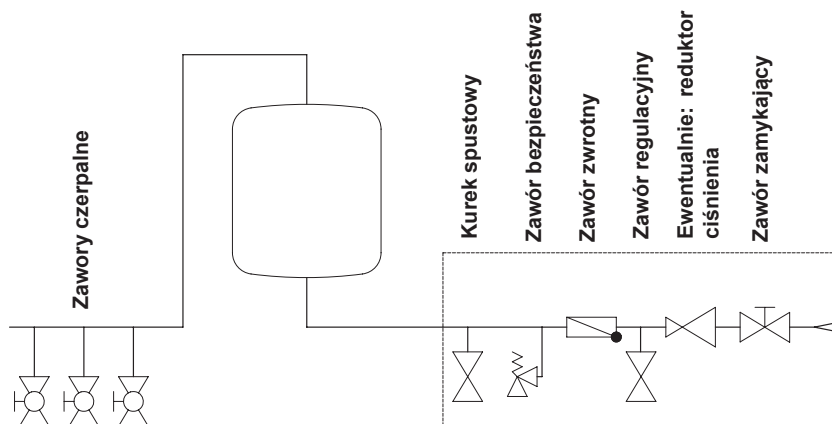 Zawory czerpalne
Kurek spustowy
Zawór bezpieczeństwa
Zawór zwrotny
Zawór regulacyjny
Ewentualnie: reduktor
ciśnienia
Zawór zamykający